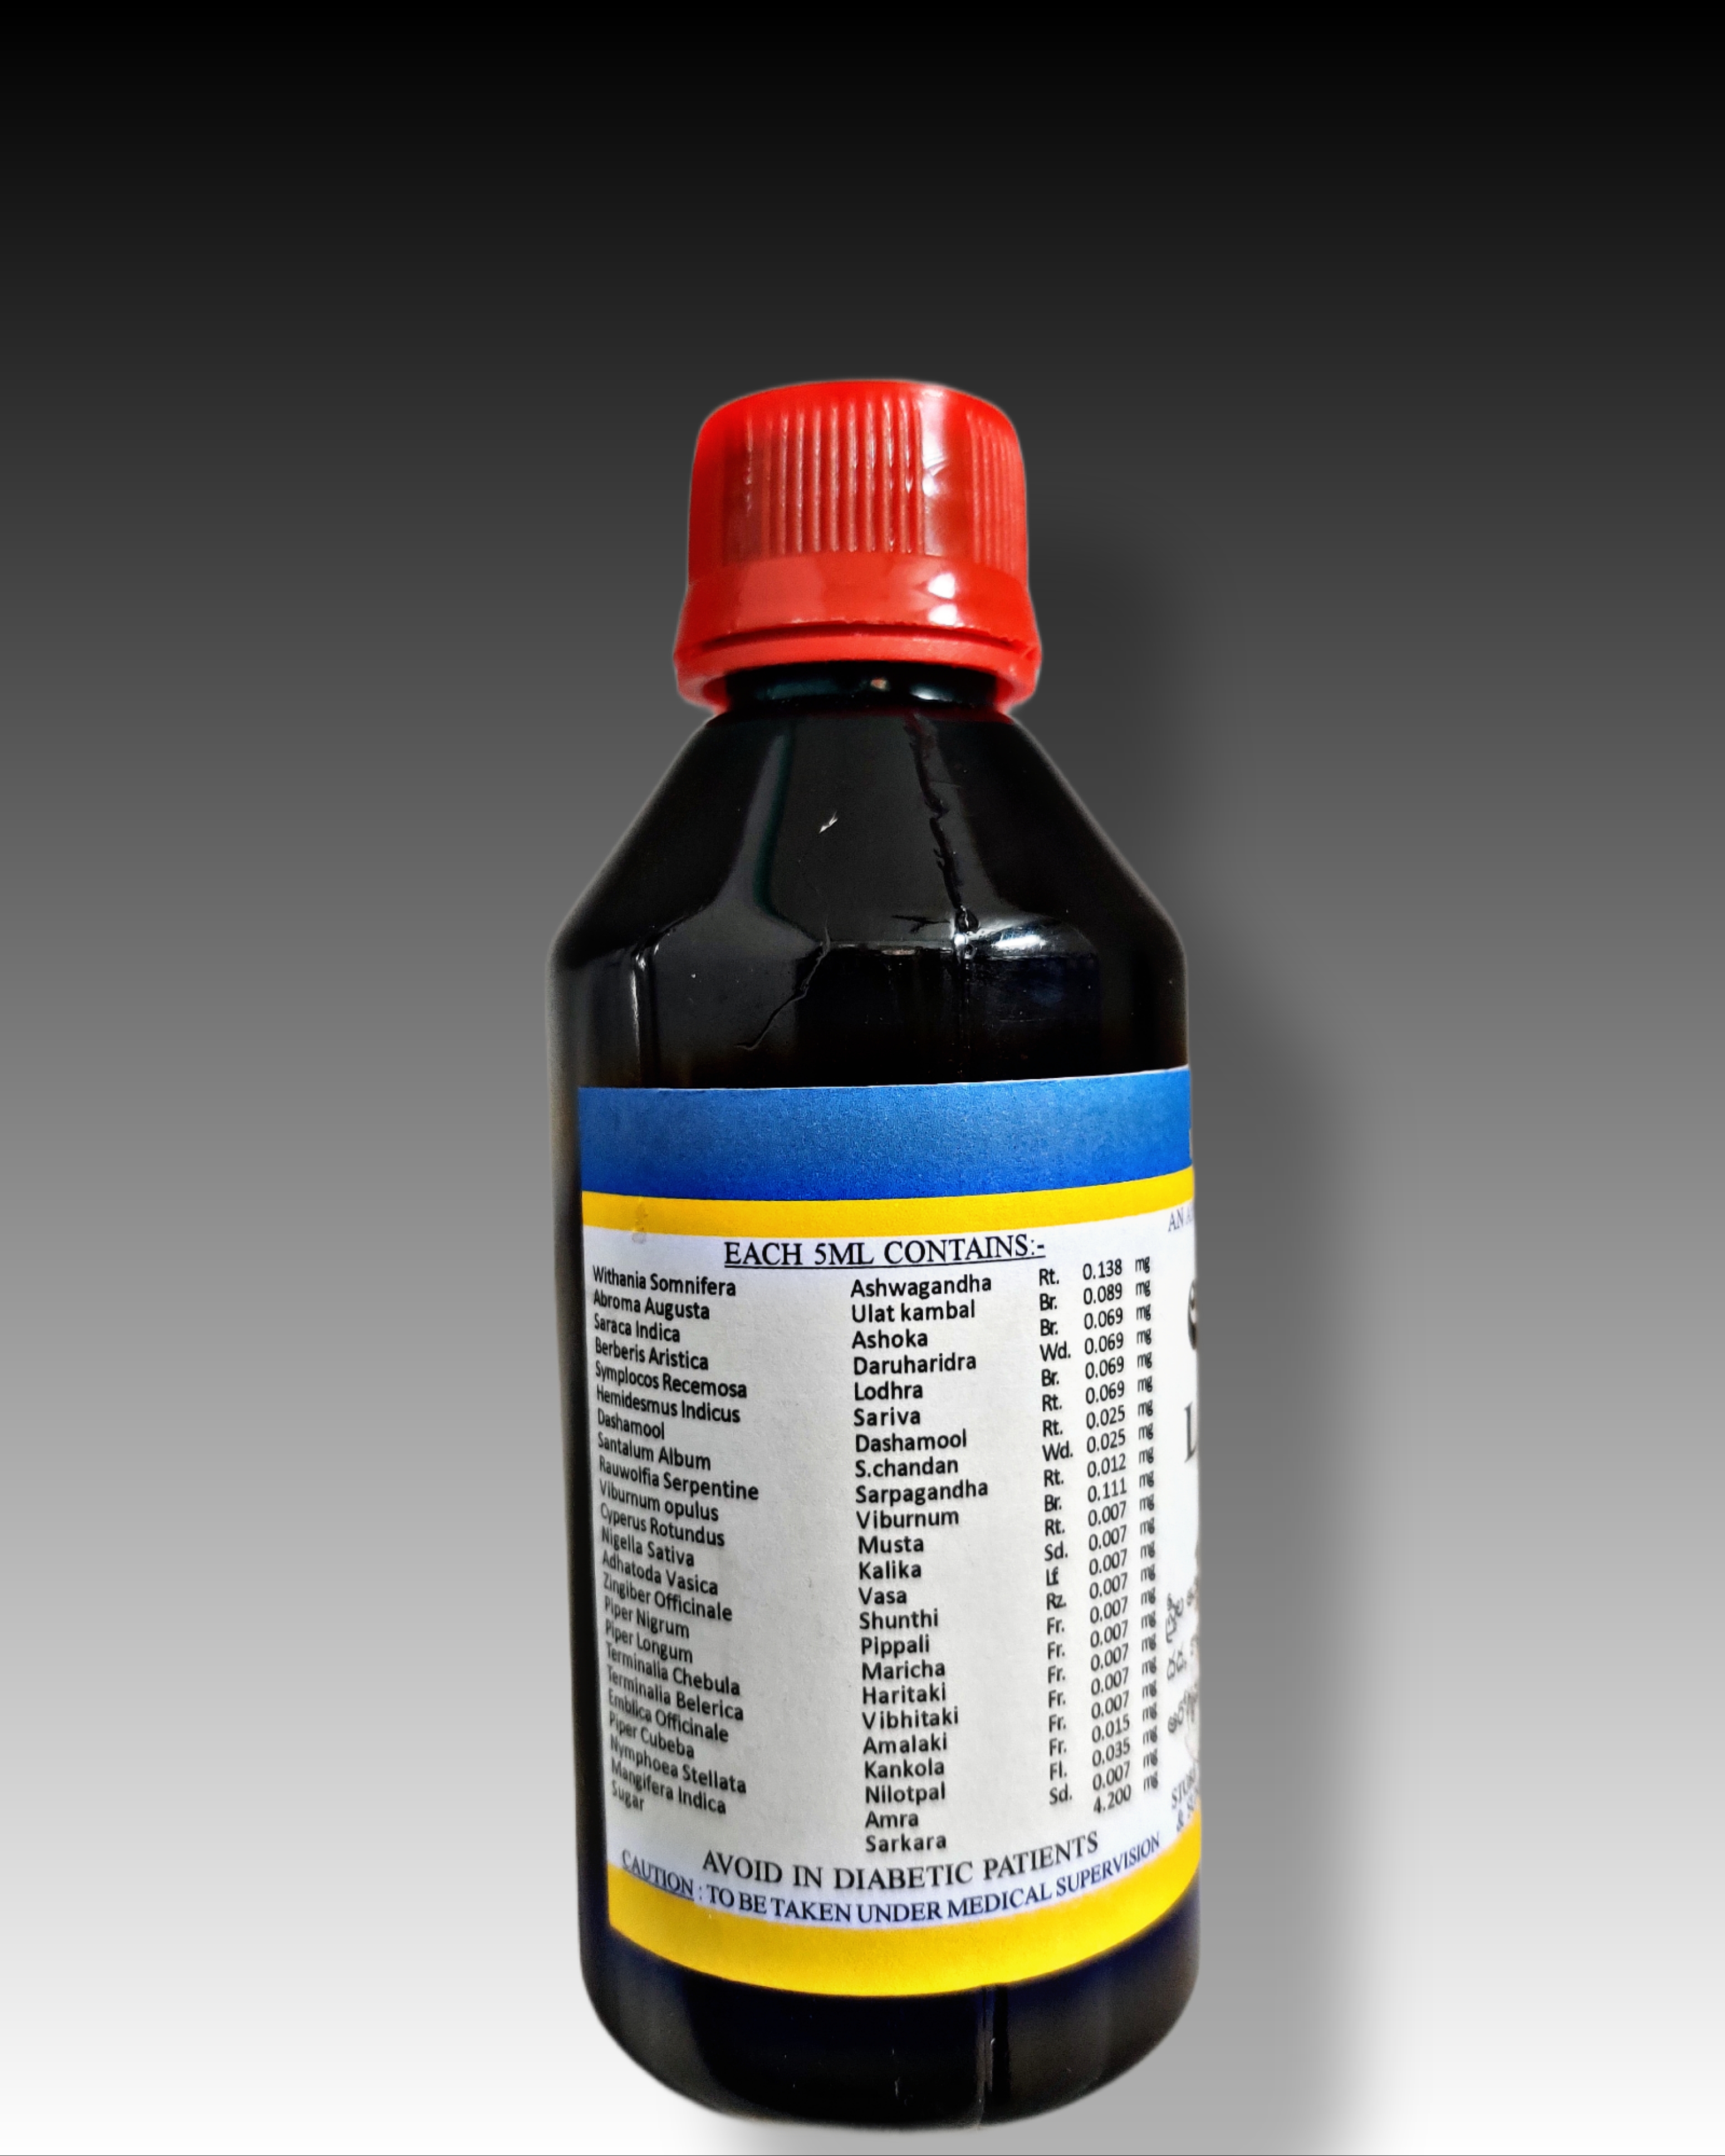 EACH 5ML CONTAINS:-
Withania Somnifera Ashwagandha Rt. 0.138 mg
Abroma Augusta Ulat kambal Br. 0.089 mg
Saraca Indica Ashoka Br. 0.069 mg
Berberis Aristica Daruharidra Wd. 0.069 mg
Symplocos Recemosa Lodhra Br. 0.069 mg
Hemidesmus Indicus Sariva Rt. 0.069 mg
Dashamool Dashamool Rt. 0.025 mg
Santalum Album S.chandan Wd. 0.025 mg
Rauwolfia Serpentine Sarpagandha Rt. 0.012 mg
Viburnum opulus Viburnum Br. 0.111 mg
Cyperus Rotundus Musta Rt. 0.007 mg
Nigella Sativa Kalika Sd. 0.007 mg
Adhatoda Vasica Vasa Lf 0.007 mg
Zingiber Officinale Shunthi Rz. 0.007 mg
Piper Nigrum Pippali Fr. 0.007 mg
Piper Longum Maricha Fr. 0.007 mg
Terminalia Chebula Haritaki Fr. 0.007 mg
Terminalia Belerica Vibhitaki Fr. 0.007 mg
Emblica Officinale Amalaki Fr. 0.007 mg
Piper Cubeba Kankola Fr. 0.015 mg
Nymphoea Stellata Nilotpal Fl. 0.035 mg
Mangifera Indica Amra Sd. 0.007 mg
Sugar Sarkara 4.200 mg
AVOID IN DIABETIC PATIENTS
CAUTION : TO BE TAKEN UNDER MEDICAL SUPERVISION